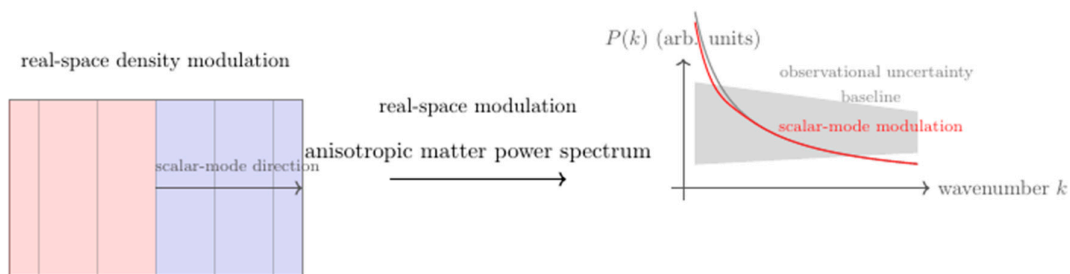 real-space density modulation
scalar-mode direction
real-space modulation
anisotropic matter power spectrum
P(k) (arb. units)
observational uncertainty
baseline
scalar-mode modulation
wavenumber k